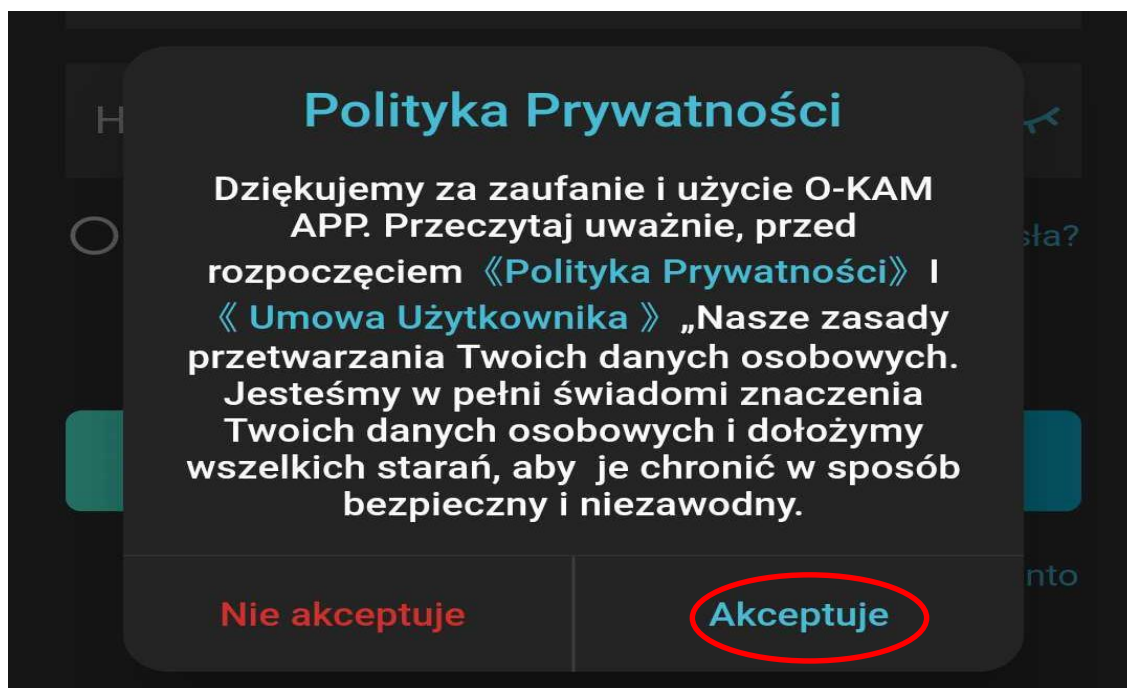 Polityka Prywatności
H
Dziękujemy za zaufanie i użycie O-KAM
APP. Przeczytaj uważnie, przed
sła?
rozpoczęciem 《Polityka Prywatności》 I
《 Umowa Użytkownika 》 „Nasze zasady
przetwarzania Twoich danych osobowych.
Jesteśmy w pełni świadomi znaczenia
Twoich danych osobowych i dołożymy
wszelkich starań, aby  je chronić w sposób
bezpieczny i niezawodny.
nto
Nie akceptuje
Akceptuje